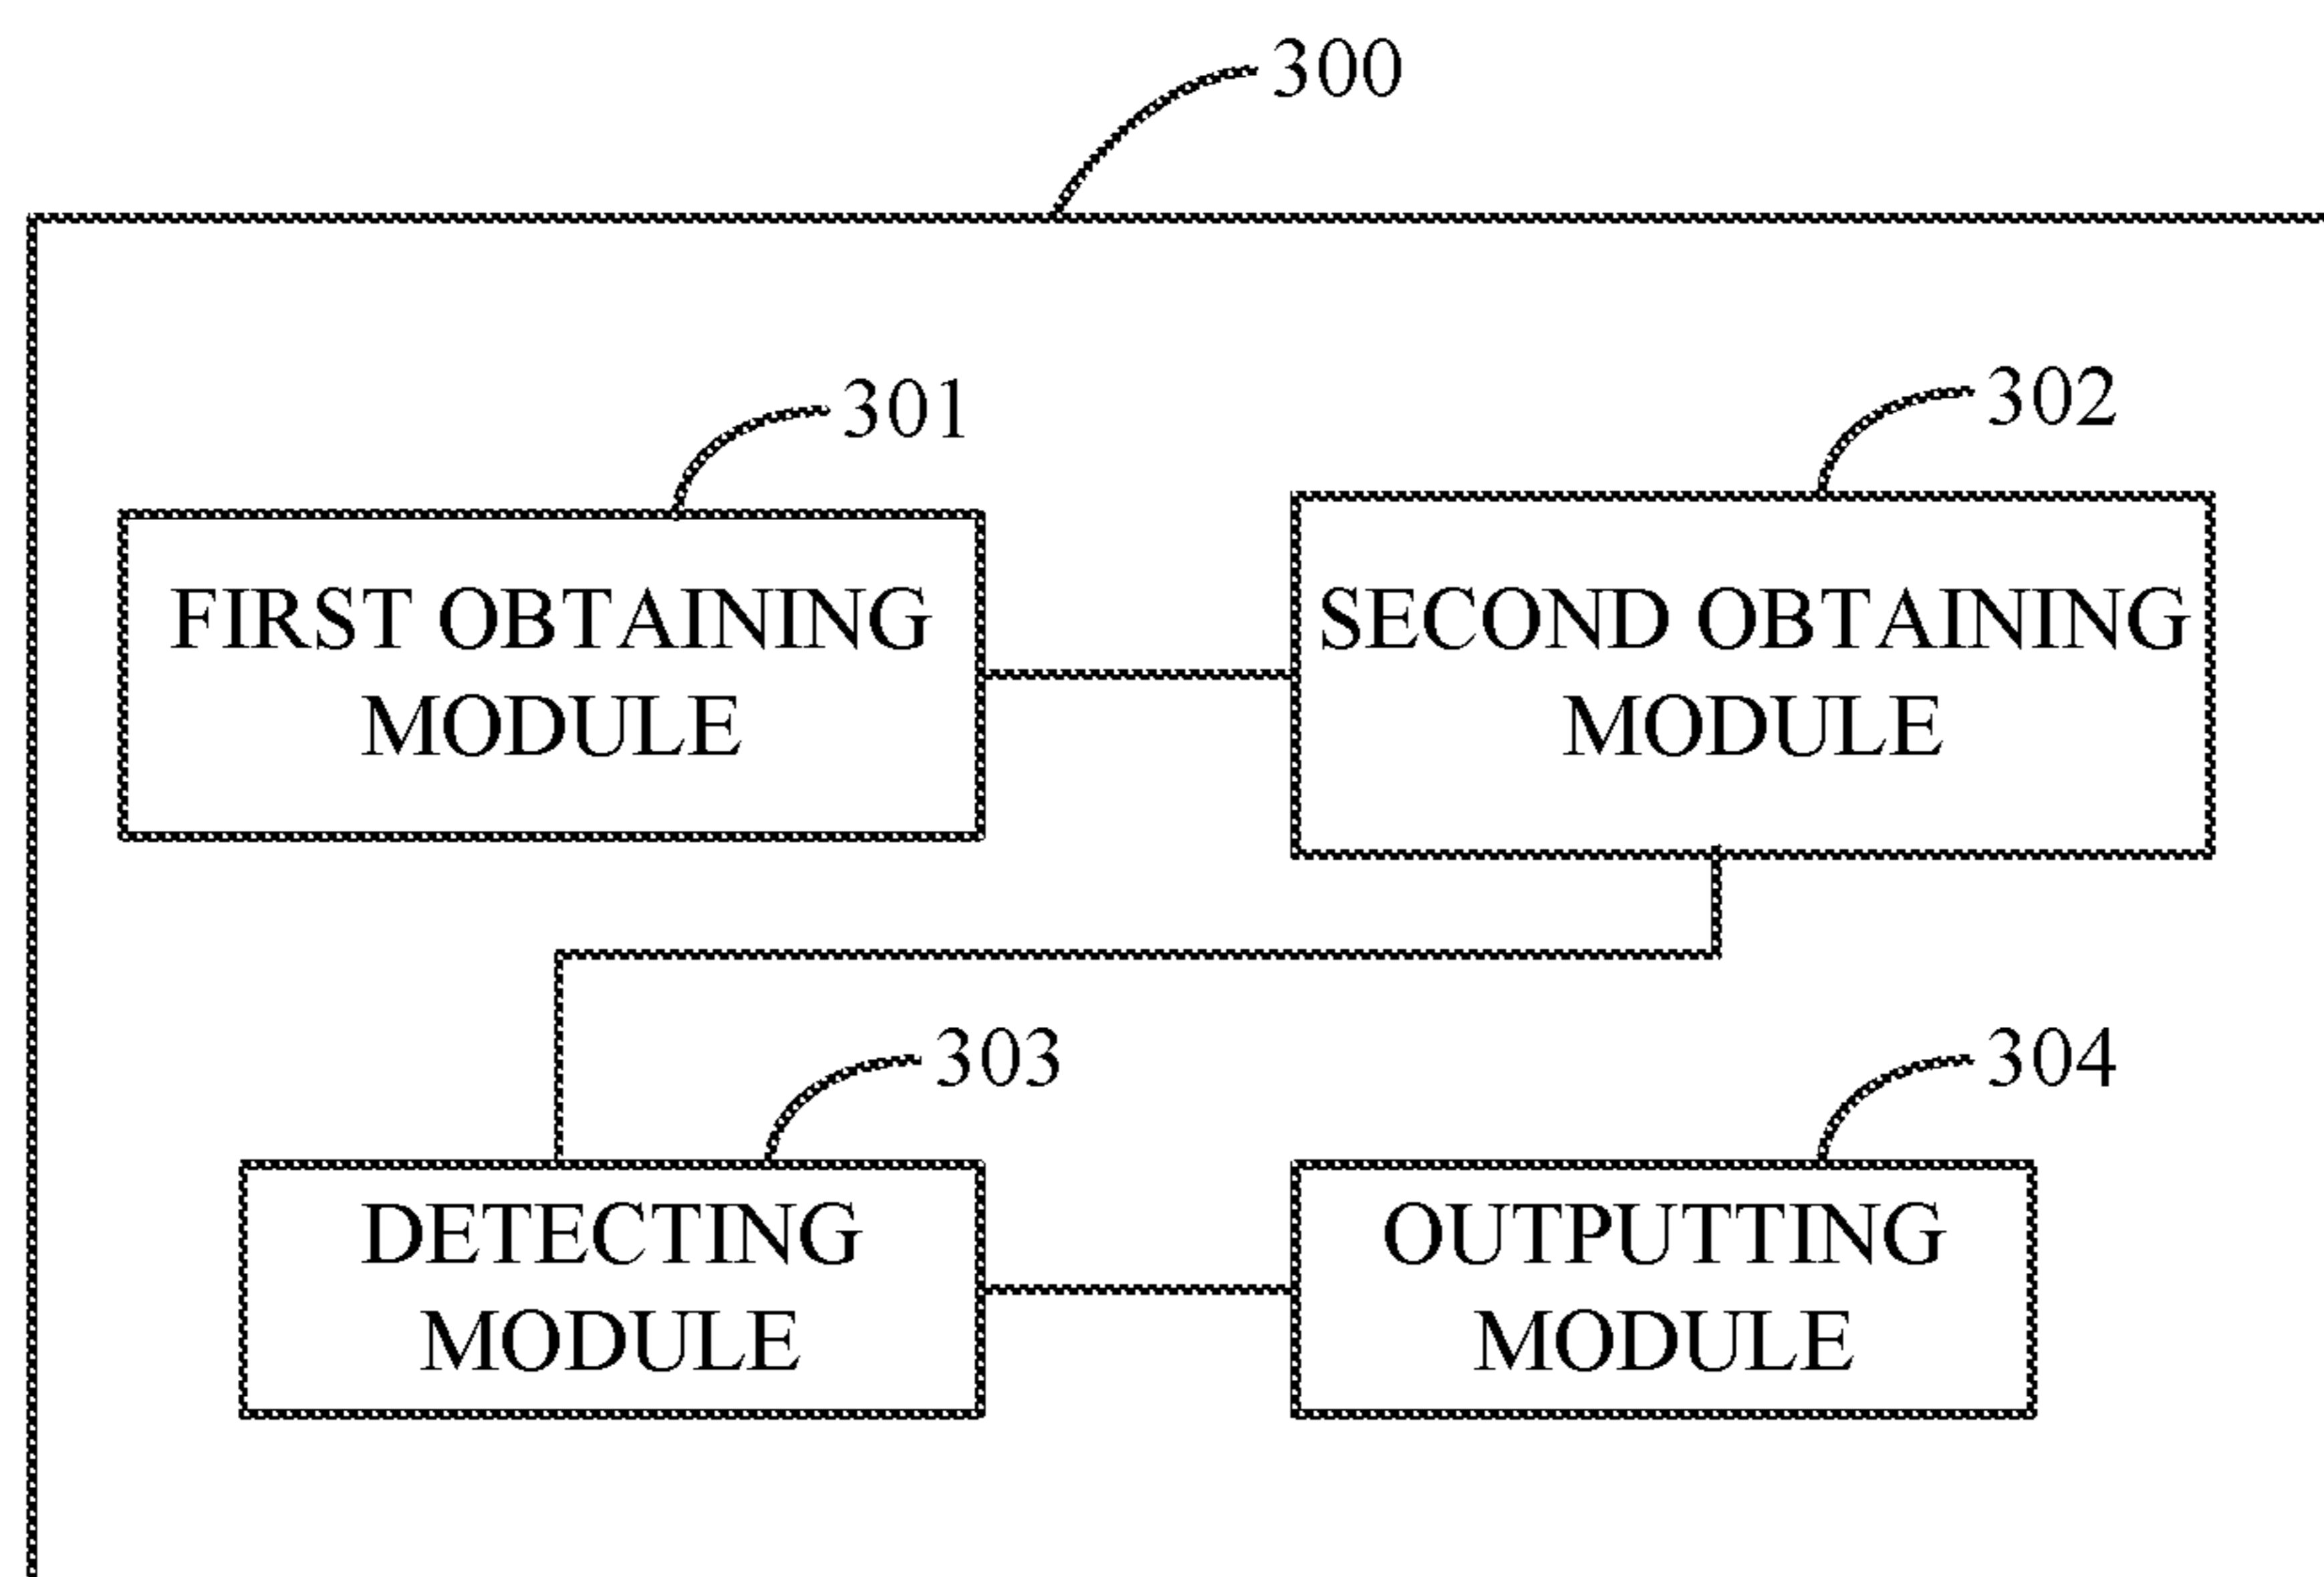 300
301
302
FIRST OBTAINING
MODULE
SECOND OBTAINING
MODULE
303
304
DETECTING
MODULE
OUTPUTTING
MODULE